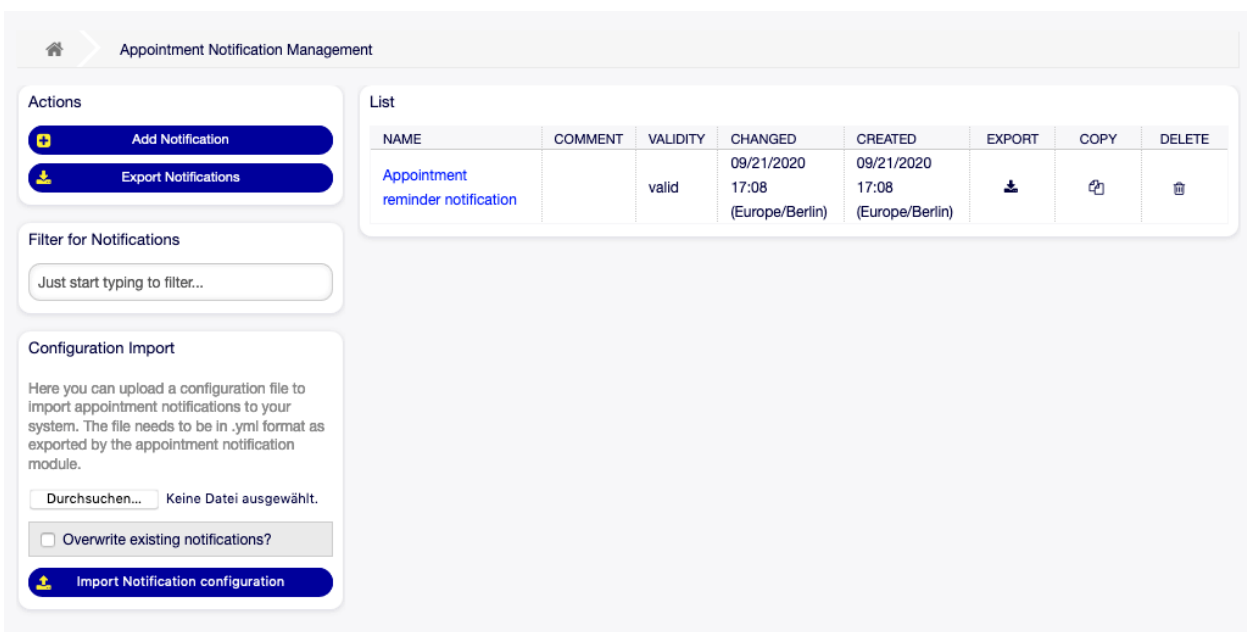 Appointment Notification Management
Actions
Add Notification
Export Notifications
Filter for Notifications
Just start typing to filter...
Configuration Import
Here you can upload a configuration file to
import appointment notifications to your
system. The file needs to be in .yml format as
exported by the appointment notification
module.
Durchsuchen... Keine Datei ausgewählt.
Overwrite existing notifications?
Import Notification configuration
List
NAME COMMENT VALIDITY CHANGED CREATED EXPORT COPY DELETE
Appointment
reminder notification
valid
09/21/2020
17:08
(Europe/Berlin)
09/21/2020
17:08
(Europe/Berlin)